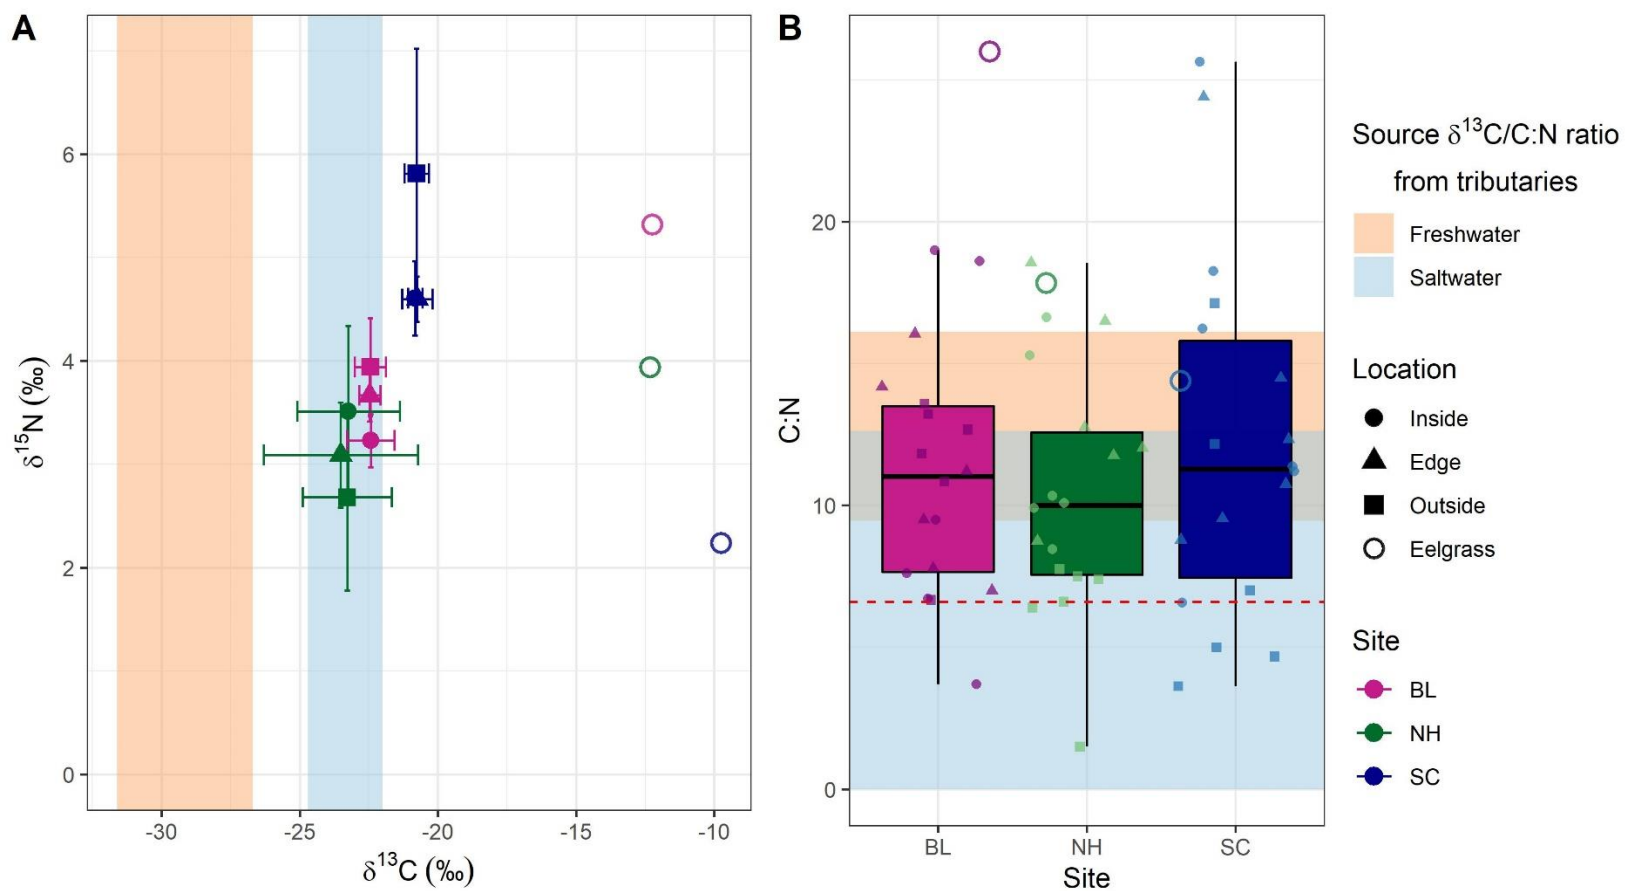 A
6
4
2
0
δ15N (‰)
-30
-25
-20
-15
-10
δ13C (‰)
B
20
10
0
C:N
BL
NH
SC
Site
Source δ13C/C:N ratio
from tributaries
Freshwater
Saltwater
Location
Inside
Edge
Outside
Eelgrass
Site
BL
NH
SC